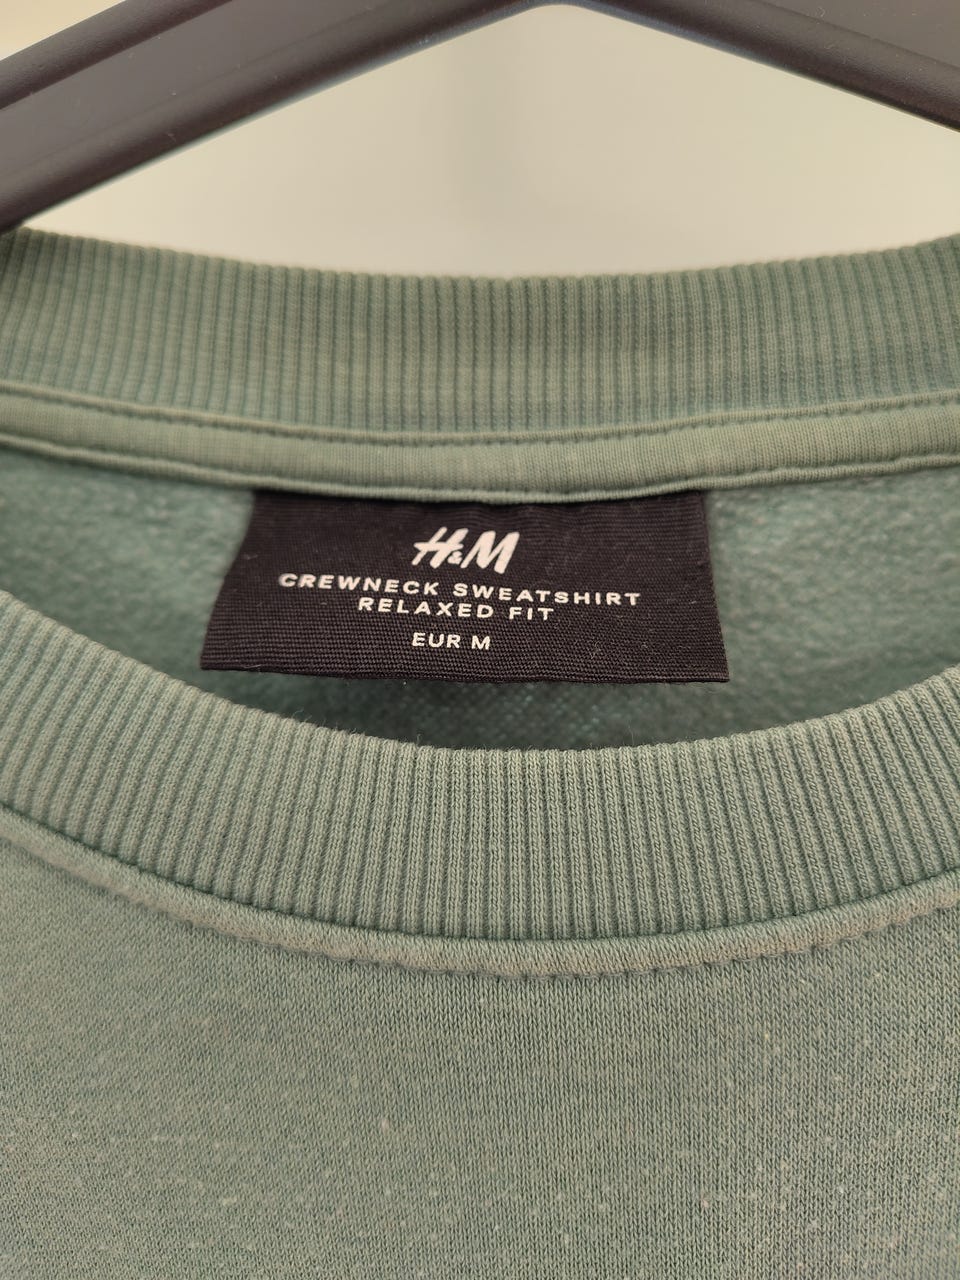 H&M
CREWNECK SWEATSHIRT
RELAXED FIT
EUR M